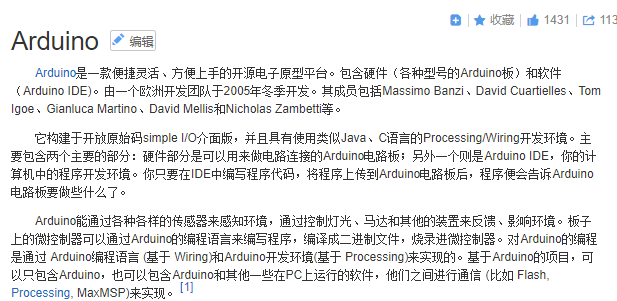 收藏 1431 113
Arduino 编辑
Arduino是一款便捷灵活、方便上手的开源电子原型平台。包含硬件（各种型号的Arduino板）和软件
（Arduino IDE)。由一个欧洲开发团队于2005年冬季开发。其成员包括Massimo Banzi、David Cuartielles、Tom
Igoe、Gianluca Martino、David Mellis和Nicholas Zambetti等。
它构建于开放原始码simple I/O介面版，并且具有使用类似Java、C语言的Processing/Wiring开发环境。主
要包含两个主要的部分：硬件部分是可以用来做电路连接的Arduino电路板；另外一个则是Arduino IDE，你的计
算机中的程序开发环境。你只要在IDE中编写程序代码，将程序上传到Arduino电路板后，程序便会告诉Arduino
电路板要做些什么了。
Arduino能通过各种各样的传感器来感知环境，通过控制灯光、马达和其他的装置来反馈、影响环境。板子
上的微控制器可以通过Arduino的编程语言来编写程序，编译成二进制文件，烧录进微控制器。对Arduino的编程
是通过 Arduino编程语言 (基于 Wiring)和Arduino开发环境(基于 Processing)来实现的。基于Arduino的项目，可
以只包含Arduino，也可以包含Arduino和其他一些在PC上运行的软件，他们之间进行通信 (比如 Flash,
Processing, MaxMSP)来实现。 [1]